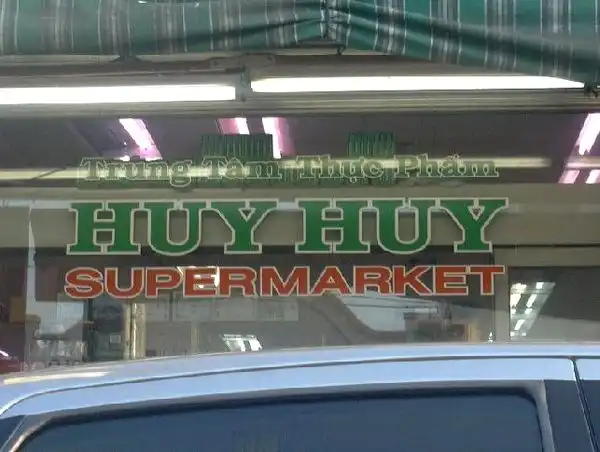 Trung Tâm Thực Phẩm
HUY HUY
SUPERMARKET